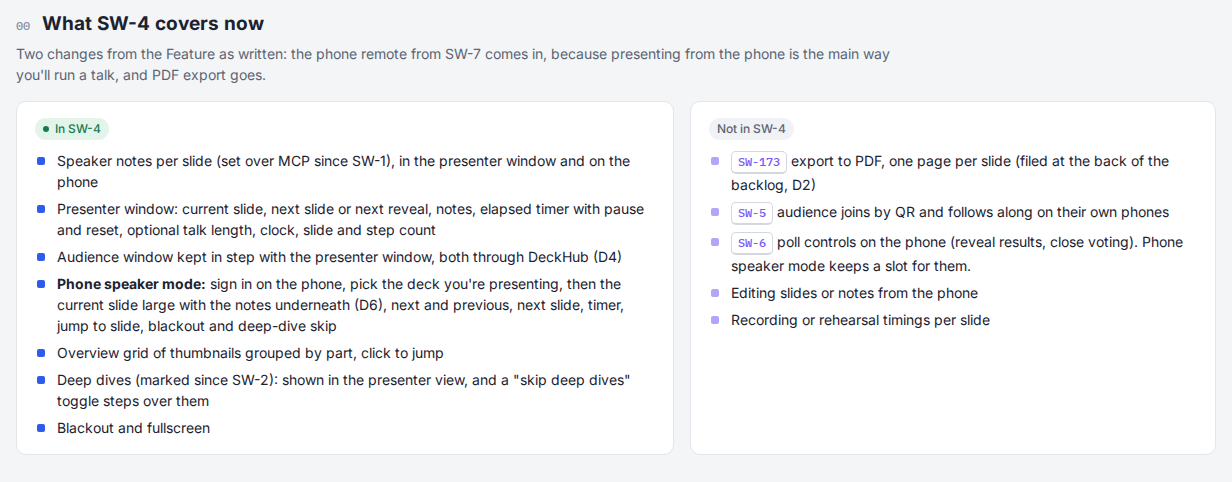 00 What SW-4 covers now
Two changes from the Feature as written: the phone remote from SW-7 comes in, because presenting from the phone is the main way
you'll run a talk, and PDF export goes.
In SW-4
Speaker notes per slide (set over MCP since SW-1), in the presenter window and on the
phone
Presenter window: current slide, next slide or next reveal, notes, elapsed timer with pause
and reset, optional talk length, clock, slide and step count
Audience window kept in step with the presenter window, both through DeckHub (D4)
Phone speaker mode: sign in on the phone, pick the deck you're presenting, then the
current slide large with the notes underneath (D6), next and previous, next slide, timer,
jump to slide, blackout and deep-dive skip
Overview grid of thumbnails grouped by part, click to jump
Deep dives (marked since SW-2): shown in the presenter view, and a "skip deep dives"
toggle steps over them
Blackout and fullscreen
Not in SW-4
SW-173 export to PDF, one page per slide (filed at the back of the
backlog, D2)
SW-5 audience joins by QR and follows along on their own phones
SW-6 poll controls on the phone (reveal results, close voting). Phone
speaker mode keeps a slot for them.
Editing slides or notes from the phone
Recording or rehearsal timings per slide